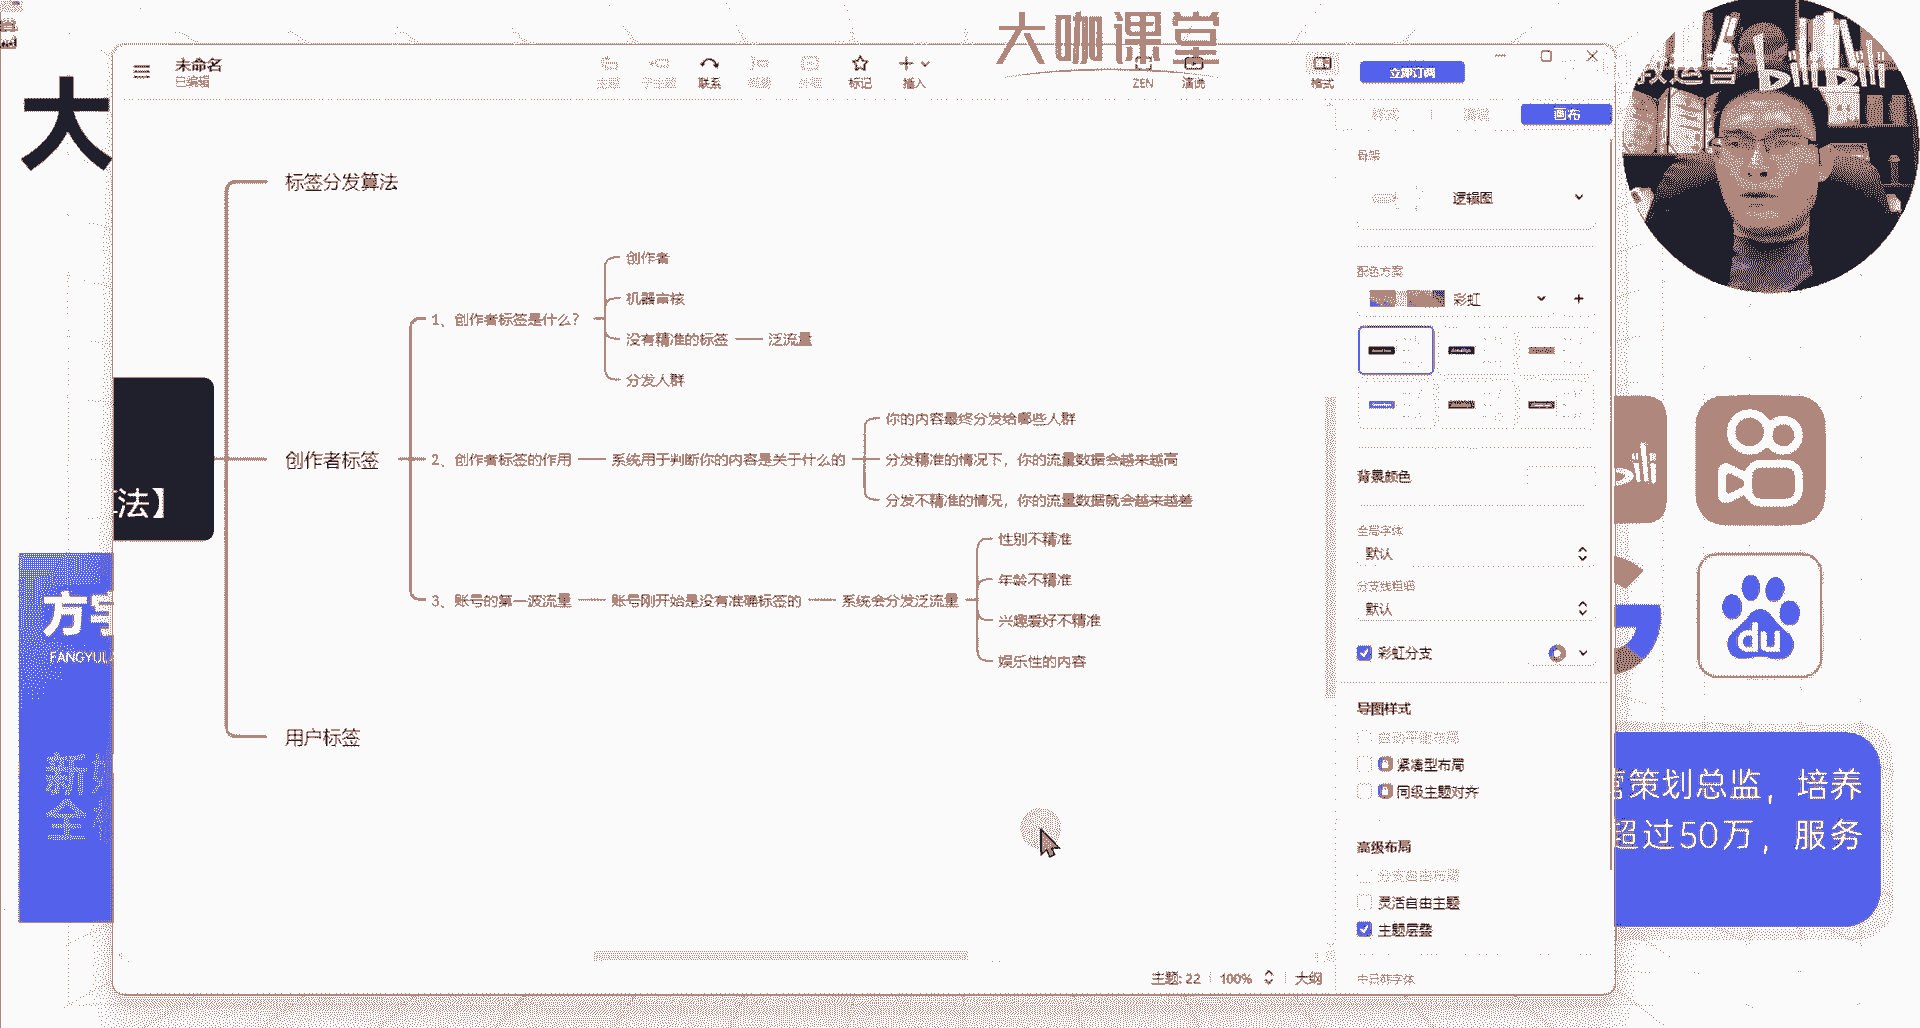 大咖课堂
未命名
已编辑
主题
子主题
联系
概要
外框
标记
插入
ZEN
演说
格式
立即订阅
样式
演说
画布
骨架
逻辑图
配色方案
彩虹
背景颜色
全局字体
默认
分支线粗细
默认
彩虹分支
导图样式
自动平衡布局
紧凑型布局
同级主题对齐
高级布局
分支自由布局
灵活自由主题
主题层叠
中日韩字体
大
法】
标签分发算法
创作者标签
1、创作者标签是什么?
创作者
机器审核
没有精准的标签
泛流量
分发人群
2、创作者标签的作用
系统用于判断你的内容是关于什么的
你的内容最终分发给哪些人群
分发精准的情况下，你的流量数据会越来越高
分发不精准的情况，你的流量数据就会越来越差
3、账号的第一波流量
账号刚开始是没有准确标签的
系统会分发泛流量
性别不精准
年龄不精准
兴趣爱好不精准
娱乐性的内容
用户标签
主题: 22
100%
大纲
FANGYU
新
全
bilibili
du
策划总监，培养
超过50万，服务